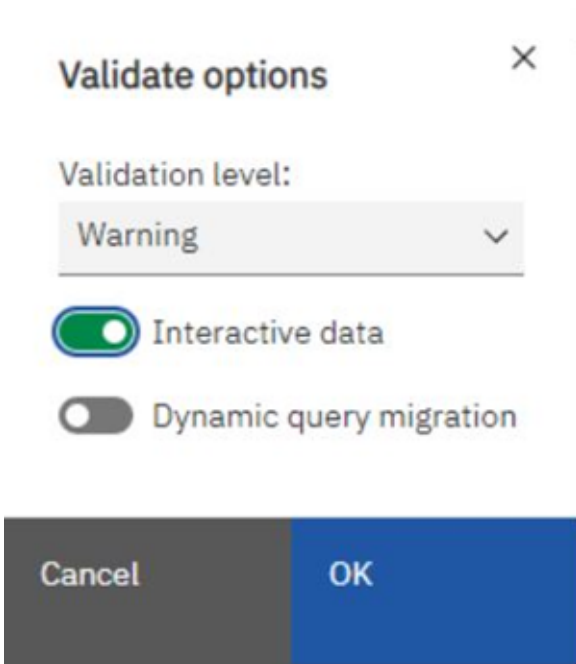 Validate options
Validation level:
Warning
Interactive data
Dynamic query migration
Cancel
OK